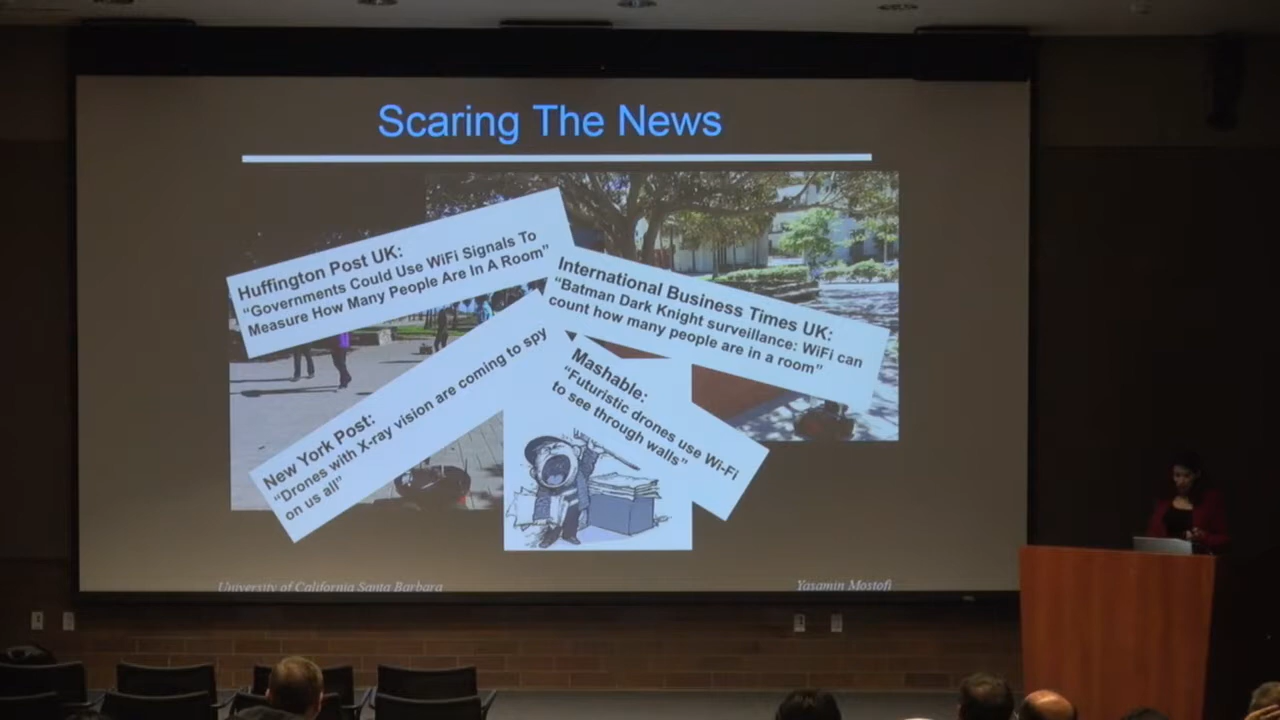 Scaring The News
Huffington Post UK:
“Governments Could Use WiFi Signals To
Measure How Many People Are In A Room”
International Business Times UK:
“Batman Dark Knight surveillance: WiFi can
count how many people are in a room”
New York Post:
“Drones with X-ray vision are coming to spy
on us all”
Mashable:
“Futuristic drones use Wi-Fi
to see through walls”
University of California Santa Barbara
Yasamin Mostofi